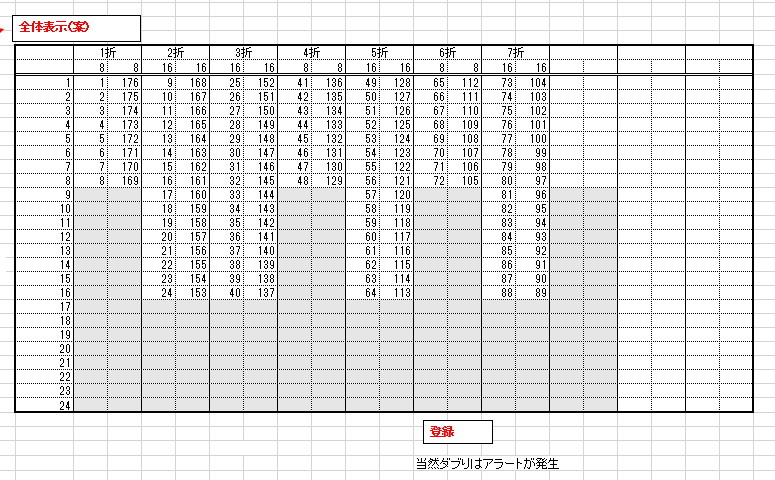 全体表示(案)
1折 2折 3折 4折 5折 6折 7折
8 8 16 16 16 16 8 8 16 16 8 8 16 16
1 1 176 9 168 25 152 41 136 49 128 65 112 73 104
2 2 175 10 167 26 151 42 135 50 127 66 111 74 103
3 3 174 11 166 27 150 43 134 51 126 67 110 75 102
4 4 173 12 165 28 149 44 133 52 125 68 109 76 101
5 5 172 13 164 29 148 45 132 53 124 69 108 77 100
6 6 171 14 163 30 147 46 131 54 123 70 107 78 99
7 7 170 15 162 31 146 47 130 55 122 71 106 79 98
8 8 169 16 161 32 145 48 129 56 121 72 105 80 97
9 17 160 33 144 57 120 81 96
10 18 159 34 143 58 119 82 95
11 19 158 35 142 59 118 83 94
12 20 157 36 141 60 117 84 93
13 21 156 37 140 61 116 85 92
14 22 155 38 139 62 115 86 91
15 23 154 39 138 63 114 87 90
16 24 153 40 137 64 113 88 89
17
18
19
20
21
22
23
24
登録
当然ダブリはアラートが発生